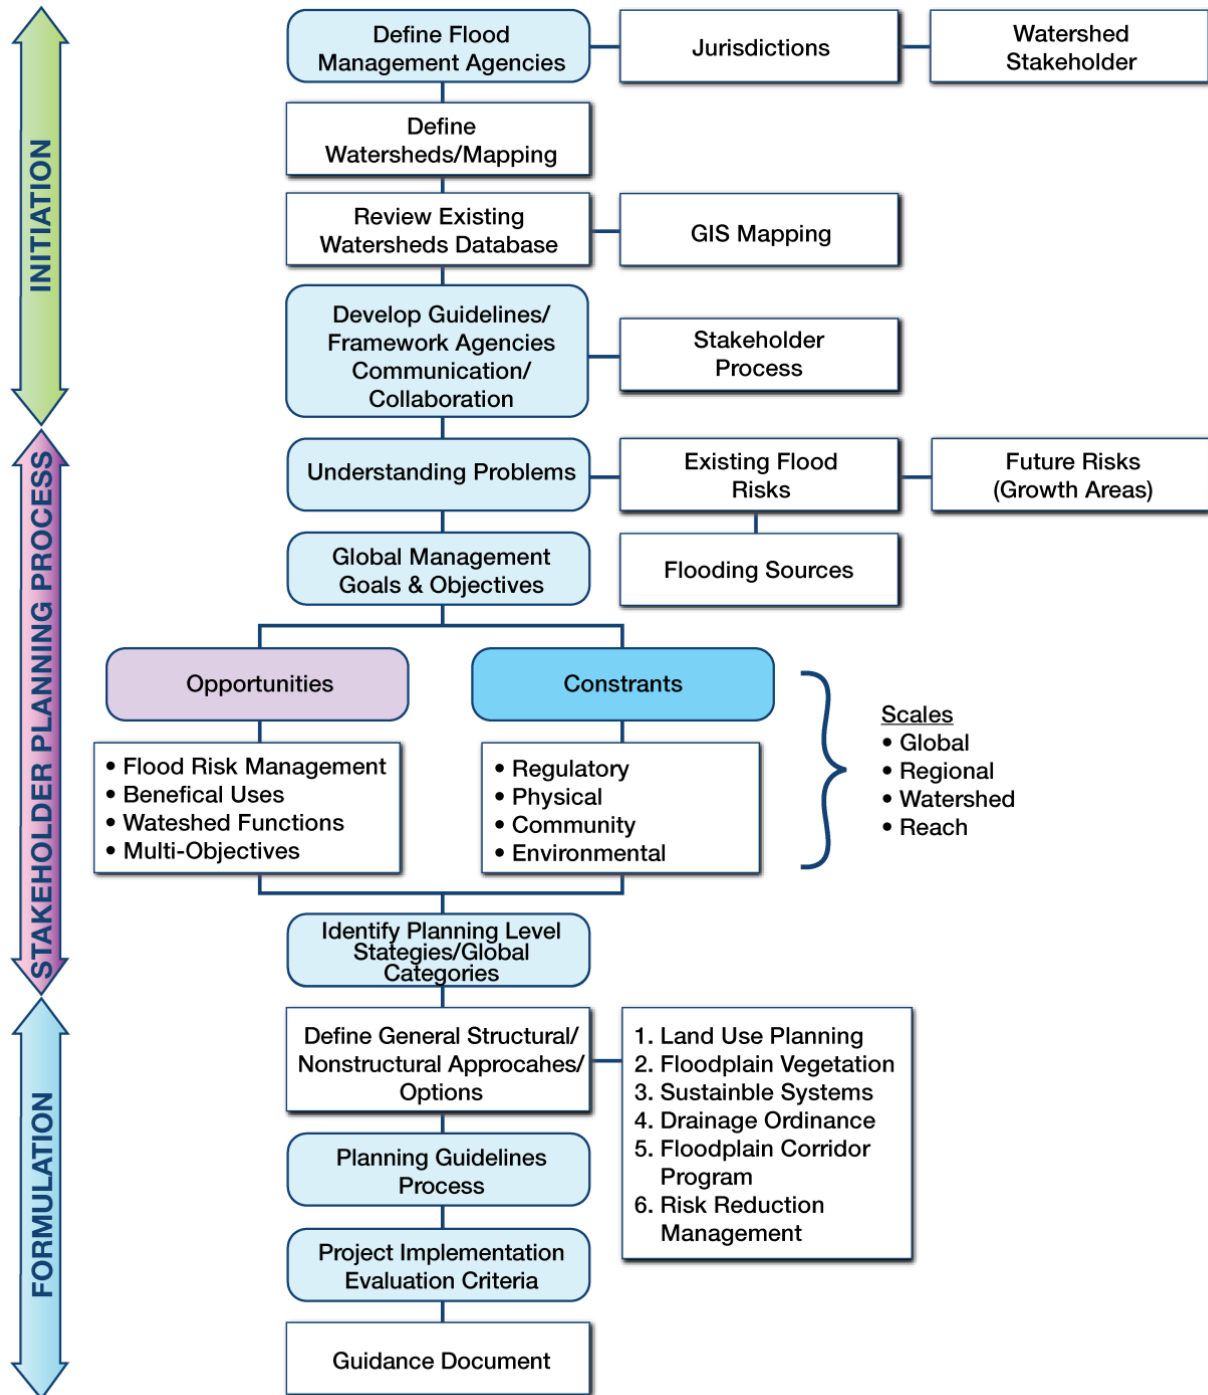 INITIATION
Define Flood
Management Agencies
Jurisdictions
Watershed
Stakeholder
Define
Watersheds/Mapping
Review Existing
Watersheds Database
GIS Mapping
Develop Guidelines/
Framework Agencies
Communication/
Collaboration
Stakeholder
Process
STAKEHOLDER PLANNING PROCESS
Understanding Problems
Existing Flood
Risks
Future Risks
(Growth Areas)
Global Management
Goals & Objectives
Flooding Sources
Opportunities
• Flood Risk Management
• Benefical Uses
• Wateshed Functions
• Multi-Objectives
Constrants
• Regulatory
• Physical
• Community
• Environmental
Scales
• Global
• Regional
• Watershed
• Reach
Identify Planning Level
Stategies/Global
Categories
FORMULATION
Define General Structural/
Nonstructural Approcahes/
Options
1. Land Use Planning
2. Floodplain Vegetation
3. Sustainble Systems
4. Drainage Ordinance
5. Floodplain Corridor
Program
6. Risk Reduction
Management
Planning Guidelines
Process
Project Implementation
Evaluation Criteria
Guidance Document